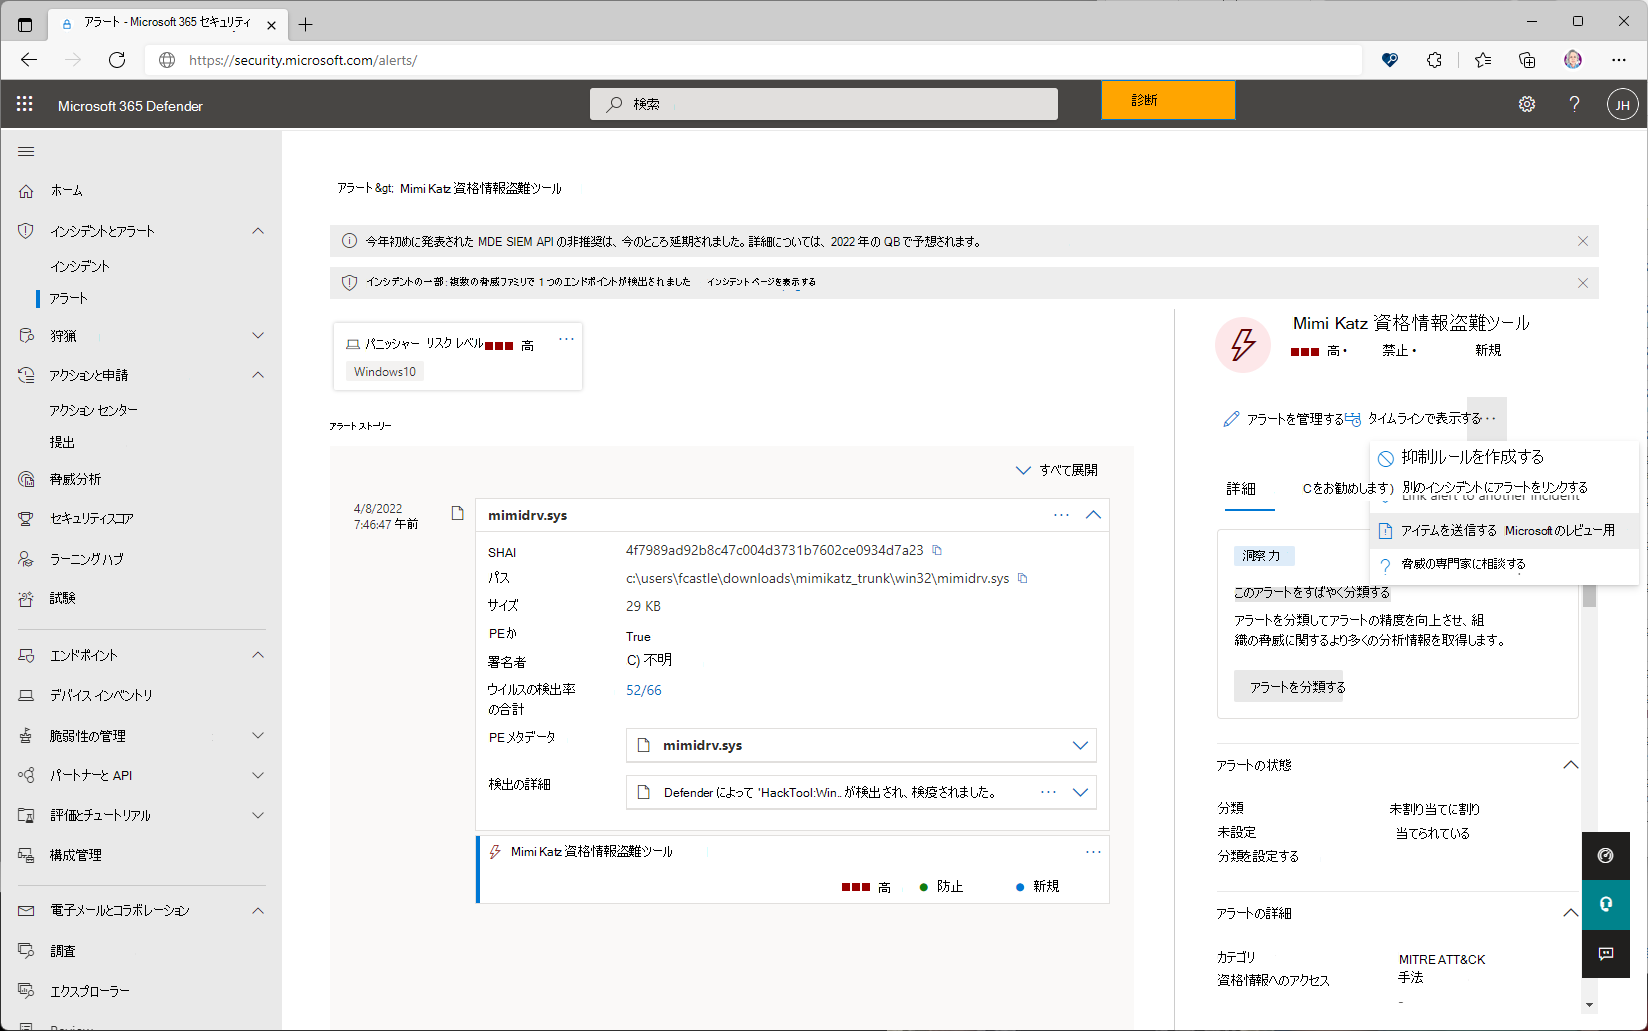 アラート - Microsoft 365 セキュリティ
https://security.microsoft.com/alerts/
Microsoft 365 Defender
検索
診断
JH
ホーム
インシデントとアラート
インシデント
アラート
狩猟
アクションと申請
アクション センター
提出
脅威分析
セキュリティスコア
ラーニング ハブ
試験
エンドポイント
デバイス インベントリ
脆弱性の管理
パートナーと API
評価とチュートリアル
構成管理
電子メールとコラボレーション
調査
エクスプローラー
Review
アラート &gt; Mimi Katz 資格情報盗難ツール
今年初めに発表された MDE SIEM API の非推奨は、今のところ延期されました。詳細については、2022 年の QB で予想されます。
インシデントの一部: 複数の脅威ファミリで 1 つのエンドポイントが検出されました インシデント ページを表示する
パニッシャー リスク レベル 高 ···
Windows10
アラート ストーリー
すべて展開
4/8/2022
7:46:47 午前
mimidrv.sys ···
SHAI 4f7989ad92b8c47c004d3731b7602ce0934d7a23
パス c:\users\fcastle\downloads\mimikatz_trunk\win32\mimidrv.sys
サイズ 29 KB
PEか True
署名者 C) 不明
ウイルスの検出率 52/66
の合計
PE メタデータ mimidrv.sys
検出の詳細 Defender によって 'HackTool:Win.. が検出され、検疫されました。 ···
Mimi Katz 資格情報盗難ツール ···
高 防止 新規
Mimi Katz 資格情報盗難ツール
高 • 禁止 • 新規
アラートを管理する タイムラインで表示する ··
抑制ルールを作成する
詳細 Cをお勧めします) 別のインシデントにアラートをリンクする
Link alert to another incident
アイテムを送信する Microsoft のレビュー用
脅威の専門家に相談する
洞察力
このアラートをすばやく分類する
アラートを分類してアラートの精度を向上させ、組
織の脅威に関するより多くの分析情報を取得します。
アラートを分類する
アラートの状態
分類 未割り当てに割り
未設定 当てられている
分類を設定する
アラートの詳細
カテゴリ MITRE ATT&CK
資格情報へのアクセス 手法
-